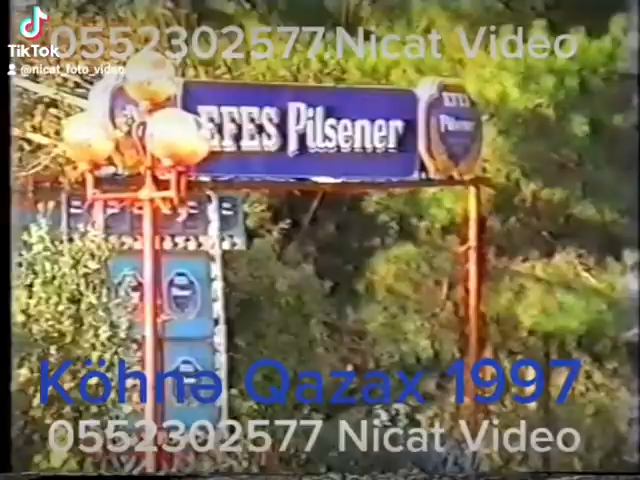 0552302577 Nicat Video
TikTok
@nicat_foto_video
EFES Pilsener
EFES
Pilsener
Köhnə Qazax 1997
0552302577 Nicat Video